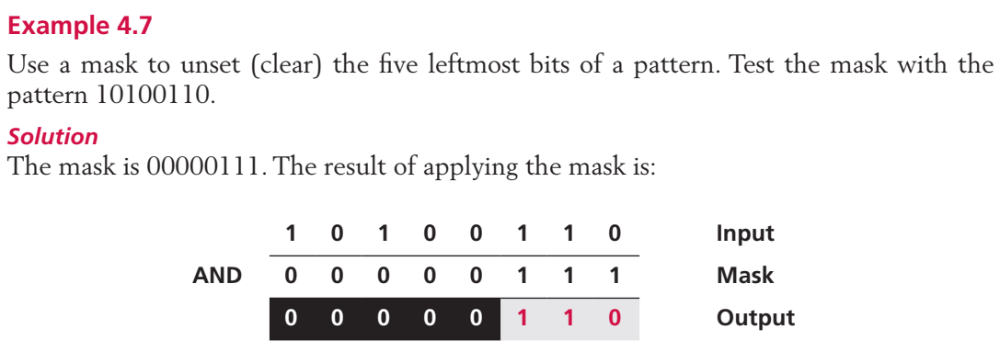 Example 4.7
Use a mask to unset (clear) the five leftmost bits of a pattern. Test the mask with the
pattern 10100110.
Solution
The mask is 00000111. The result of applying the mask is:
1 0 1 0 0 1 1 0 Input
AND 0 0 0 0 0 1 1 1 Mask
0 0 0 0 0 1 1 0 Output